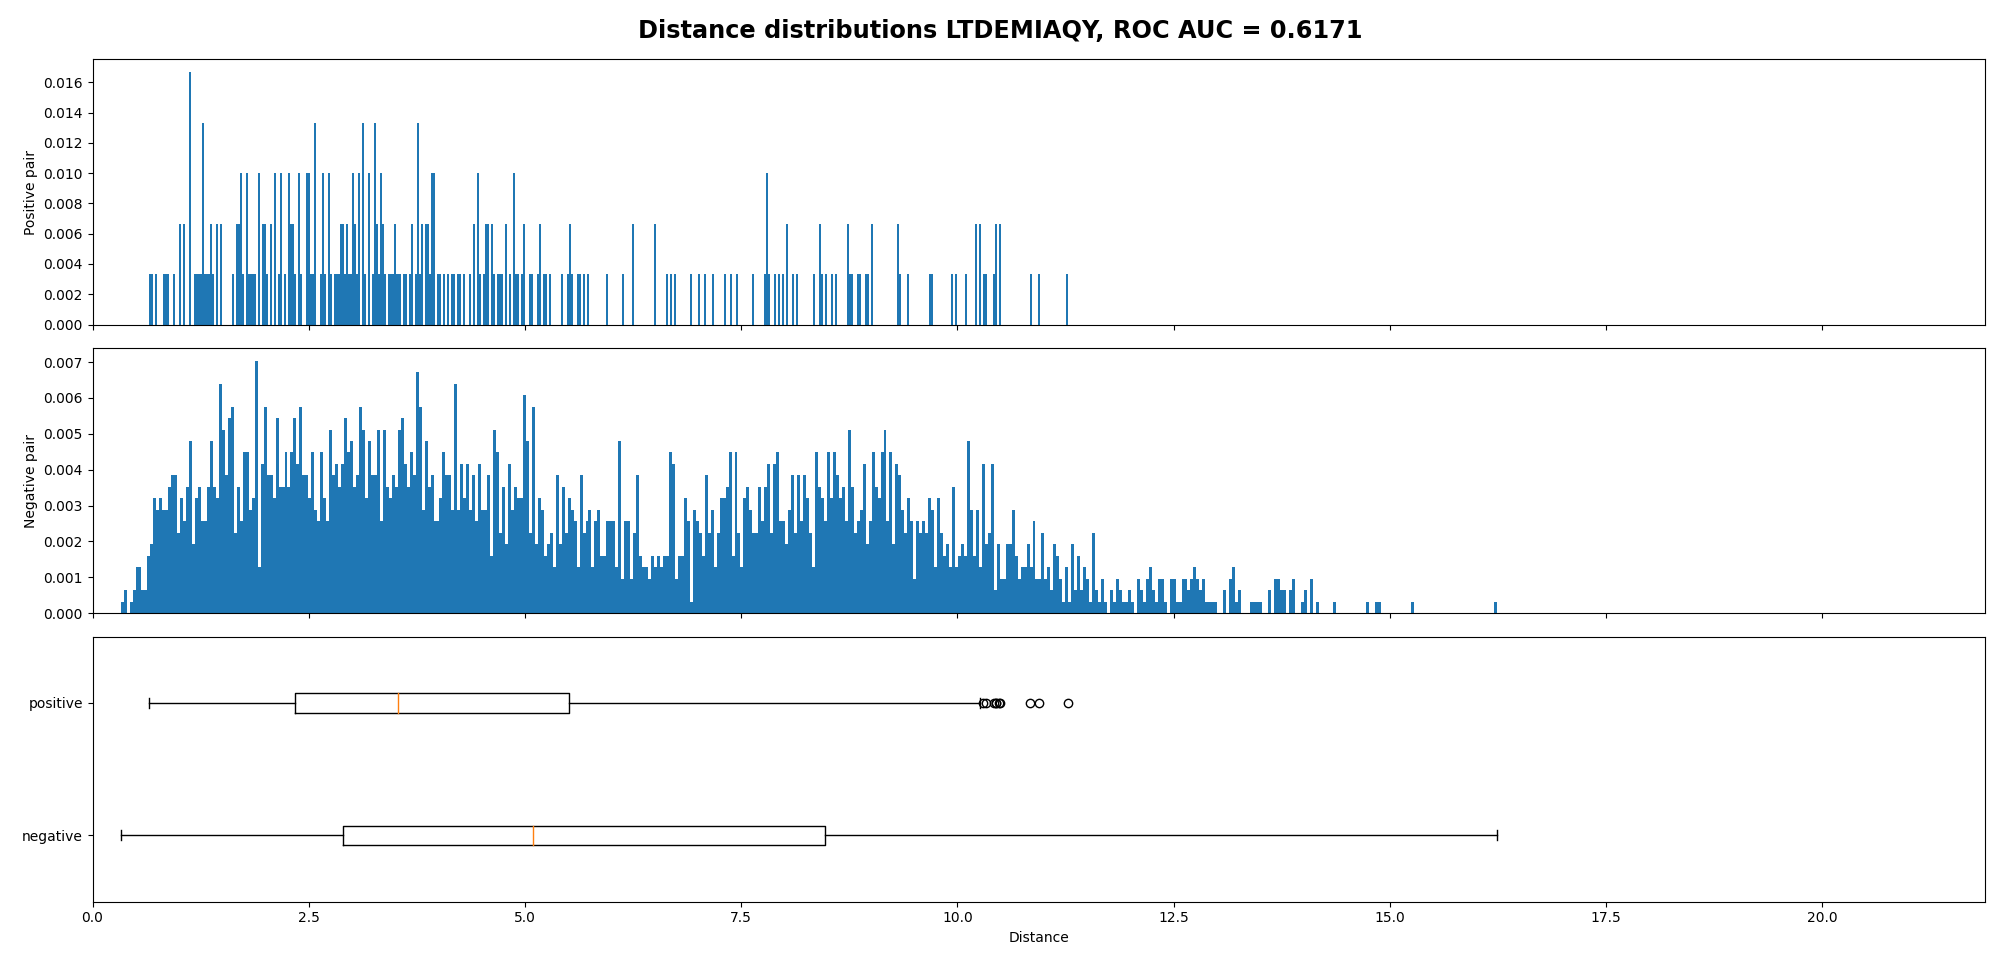 Distance distributions LTDEMIAQY, ROC AUC = 0.6171
0.016
0.014
0.012
0.010
0.008
0.006
0.004
0.002
0.000
Positive pair
0.007
0.006
0.005
0.004
0.003
0.002
0.001
0.000
Negative pair
positive
negative
0.0 2.5 5.0 7.5 10.0 12.5 15.0 17.5 20.0
Distance